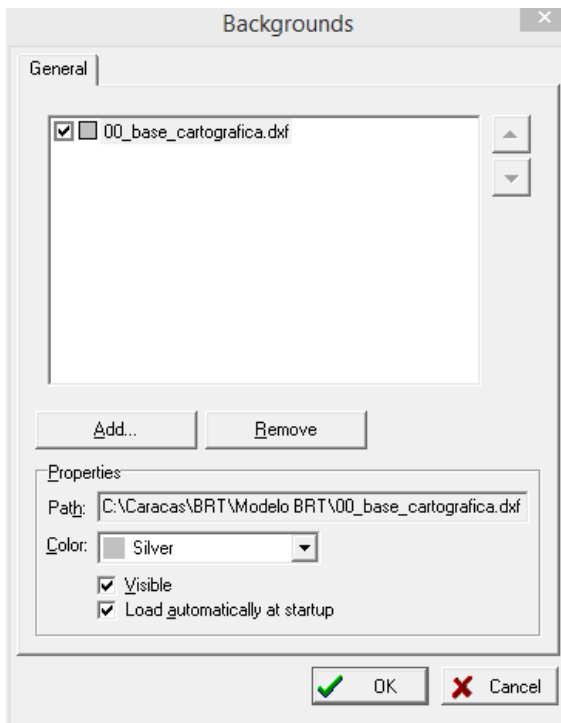 Backgrounds
General
00_base_cartografica.dxf
Add... Remove
Properties
Path: C:\Caracas\BRT\Modelo BRT\00_base_cartografica.dxf
Color: Silver
Visible
Load automatically at startup
OK Cancel